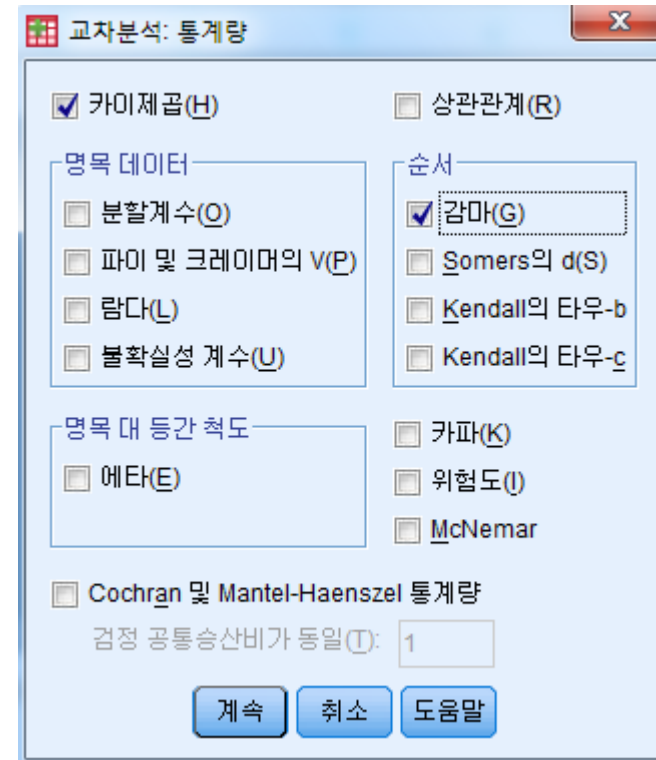 교차분석: 통계량
카이제곱(H)
상관관계(R)
명목 데이터
분할계수(O)
파이 및 크레이머의 V(P)
람다(L)
불확실성 계수(U)
순서
감마(G)
Somers의 d(S)
Kendall의 타우-b
Kendall의 타우-c
명목 대 등간 척도
에타(E)
카파(K)
위험도(I)
McNemar
Cochran 및 Mantel-Haenszel 통계량
검정 공통승산비가 동일(T): 1
계속 취소 도움말